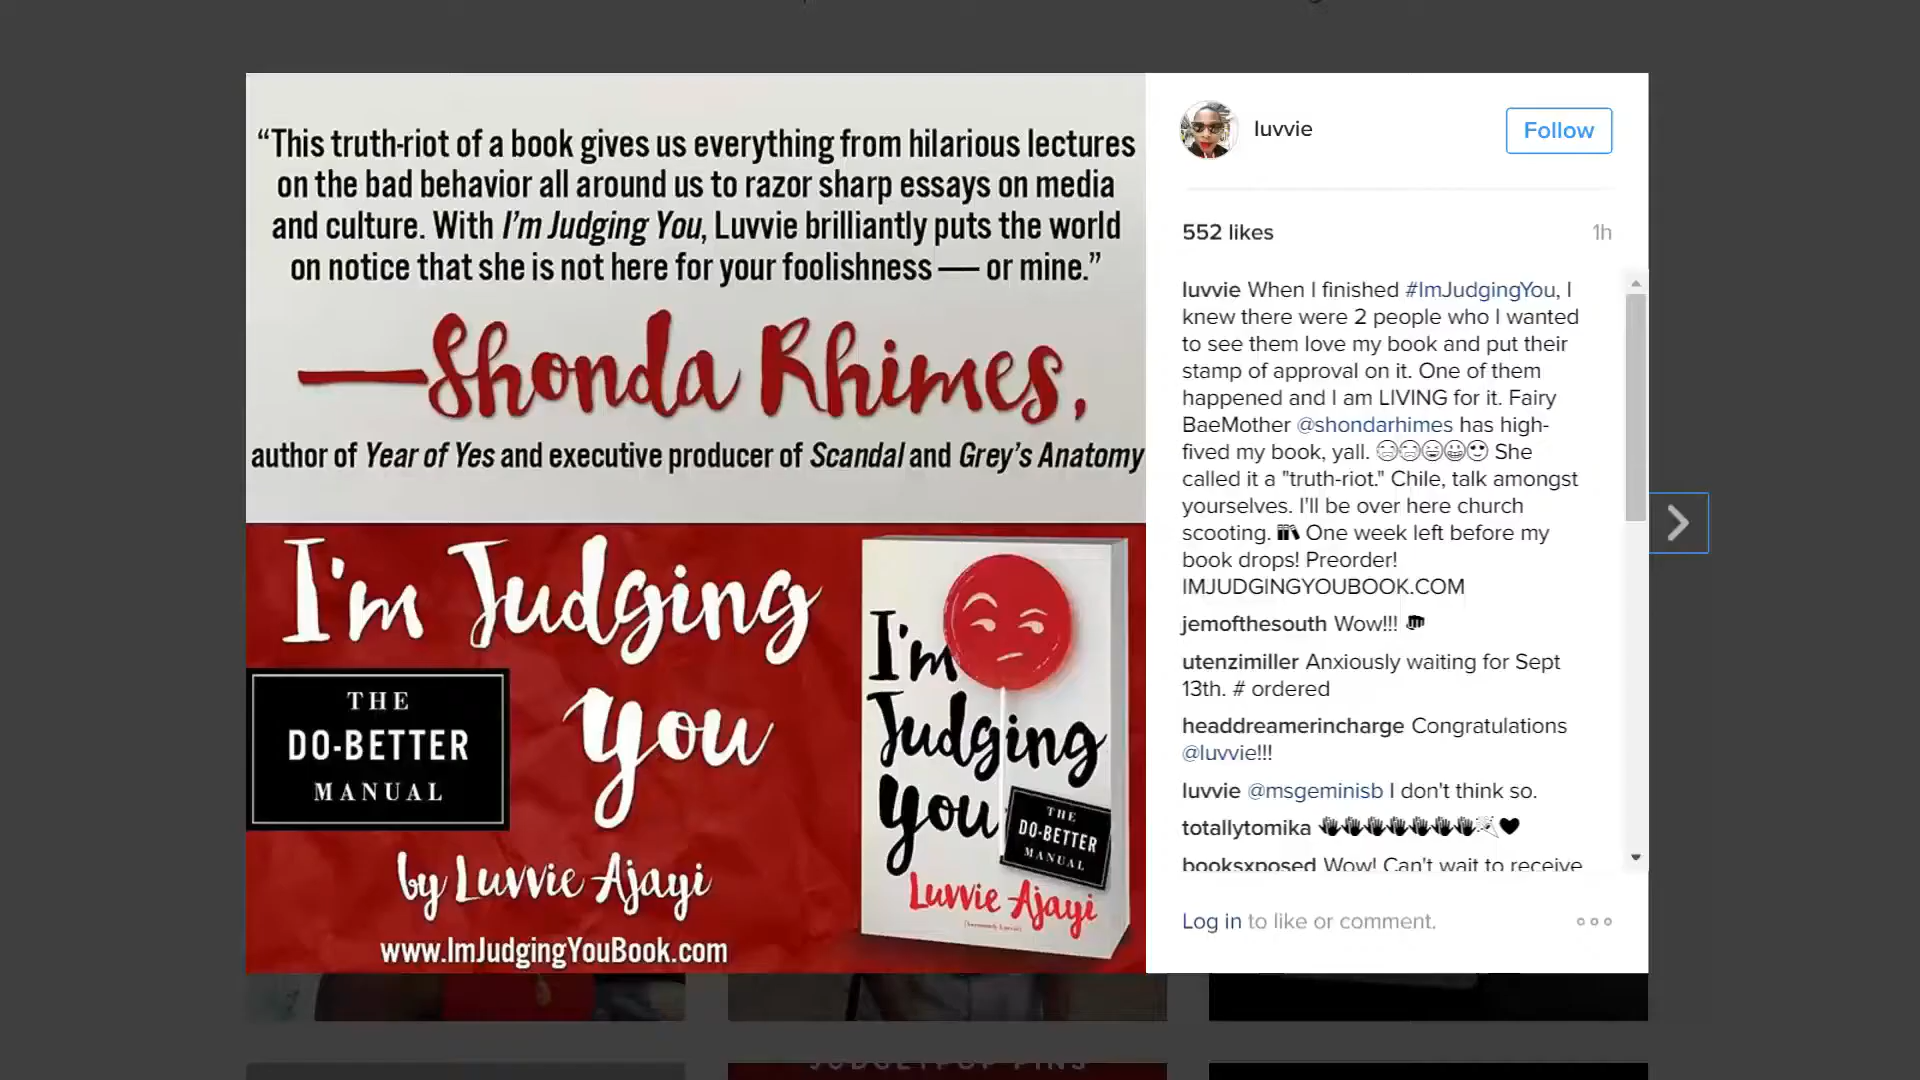 “This truth-riot of a book gives us everything from hilarious lectures
on the bad behavior all around us to razor sharp essays on media
and culture. With I’m Judging You, Luvvie brilliantly puts the world
on notice that she is not here for your foolishness — or mine.”
—Shonda Rhimes,
author of Year of Yes and executive producer of Scandal and Grey’s Anatomy
I'm Judging
You
THE
DO-BETTER
MANUAL
by Luvvie Ajayi
www.ImJudgingYouBook.com
I'm
Judging
You
THE
DO-BETTER
MANUAL
Luvvie Ajayi
luvvie
Follow
552 likes
1h
luvvie When I finished #ImJudgingYou, I
knew there were 2 people who I wanted
to see them love my book and put their
stamp of approval on it. One of them
happened and I am LIVING for it. Fairy
BaeMother @shondarhimes has high-
fived my book, yall. She
called it a "truth-riot." Chile, talk amongst
yourselves. I'll be over here church
scooting. One week left before my
book drops! Preorder!
IMJUDGINGYOUBOOK.COM
jemofthesouth Wow!!!
utenzimiller Anxiously waiting for Sept
13th. # ordered
headdreamerincharge Congratulations
@luvvie!!!
luvvie @msgeminisb I don't think so.
totallytomika
booksxposed Wow! Can't wait to receive
Log in to like or comment.